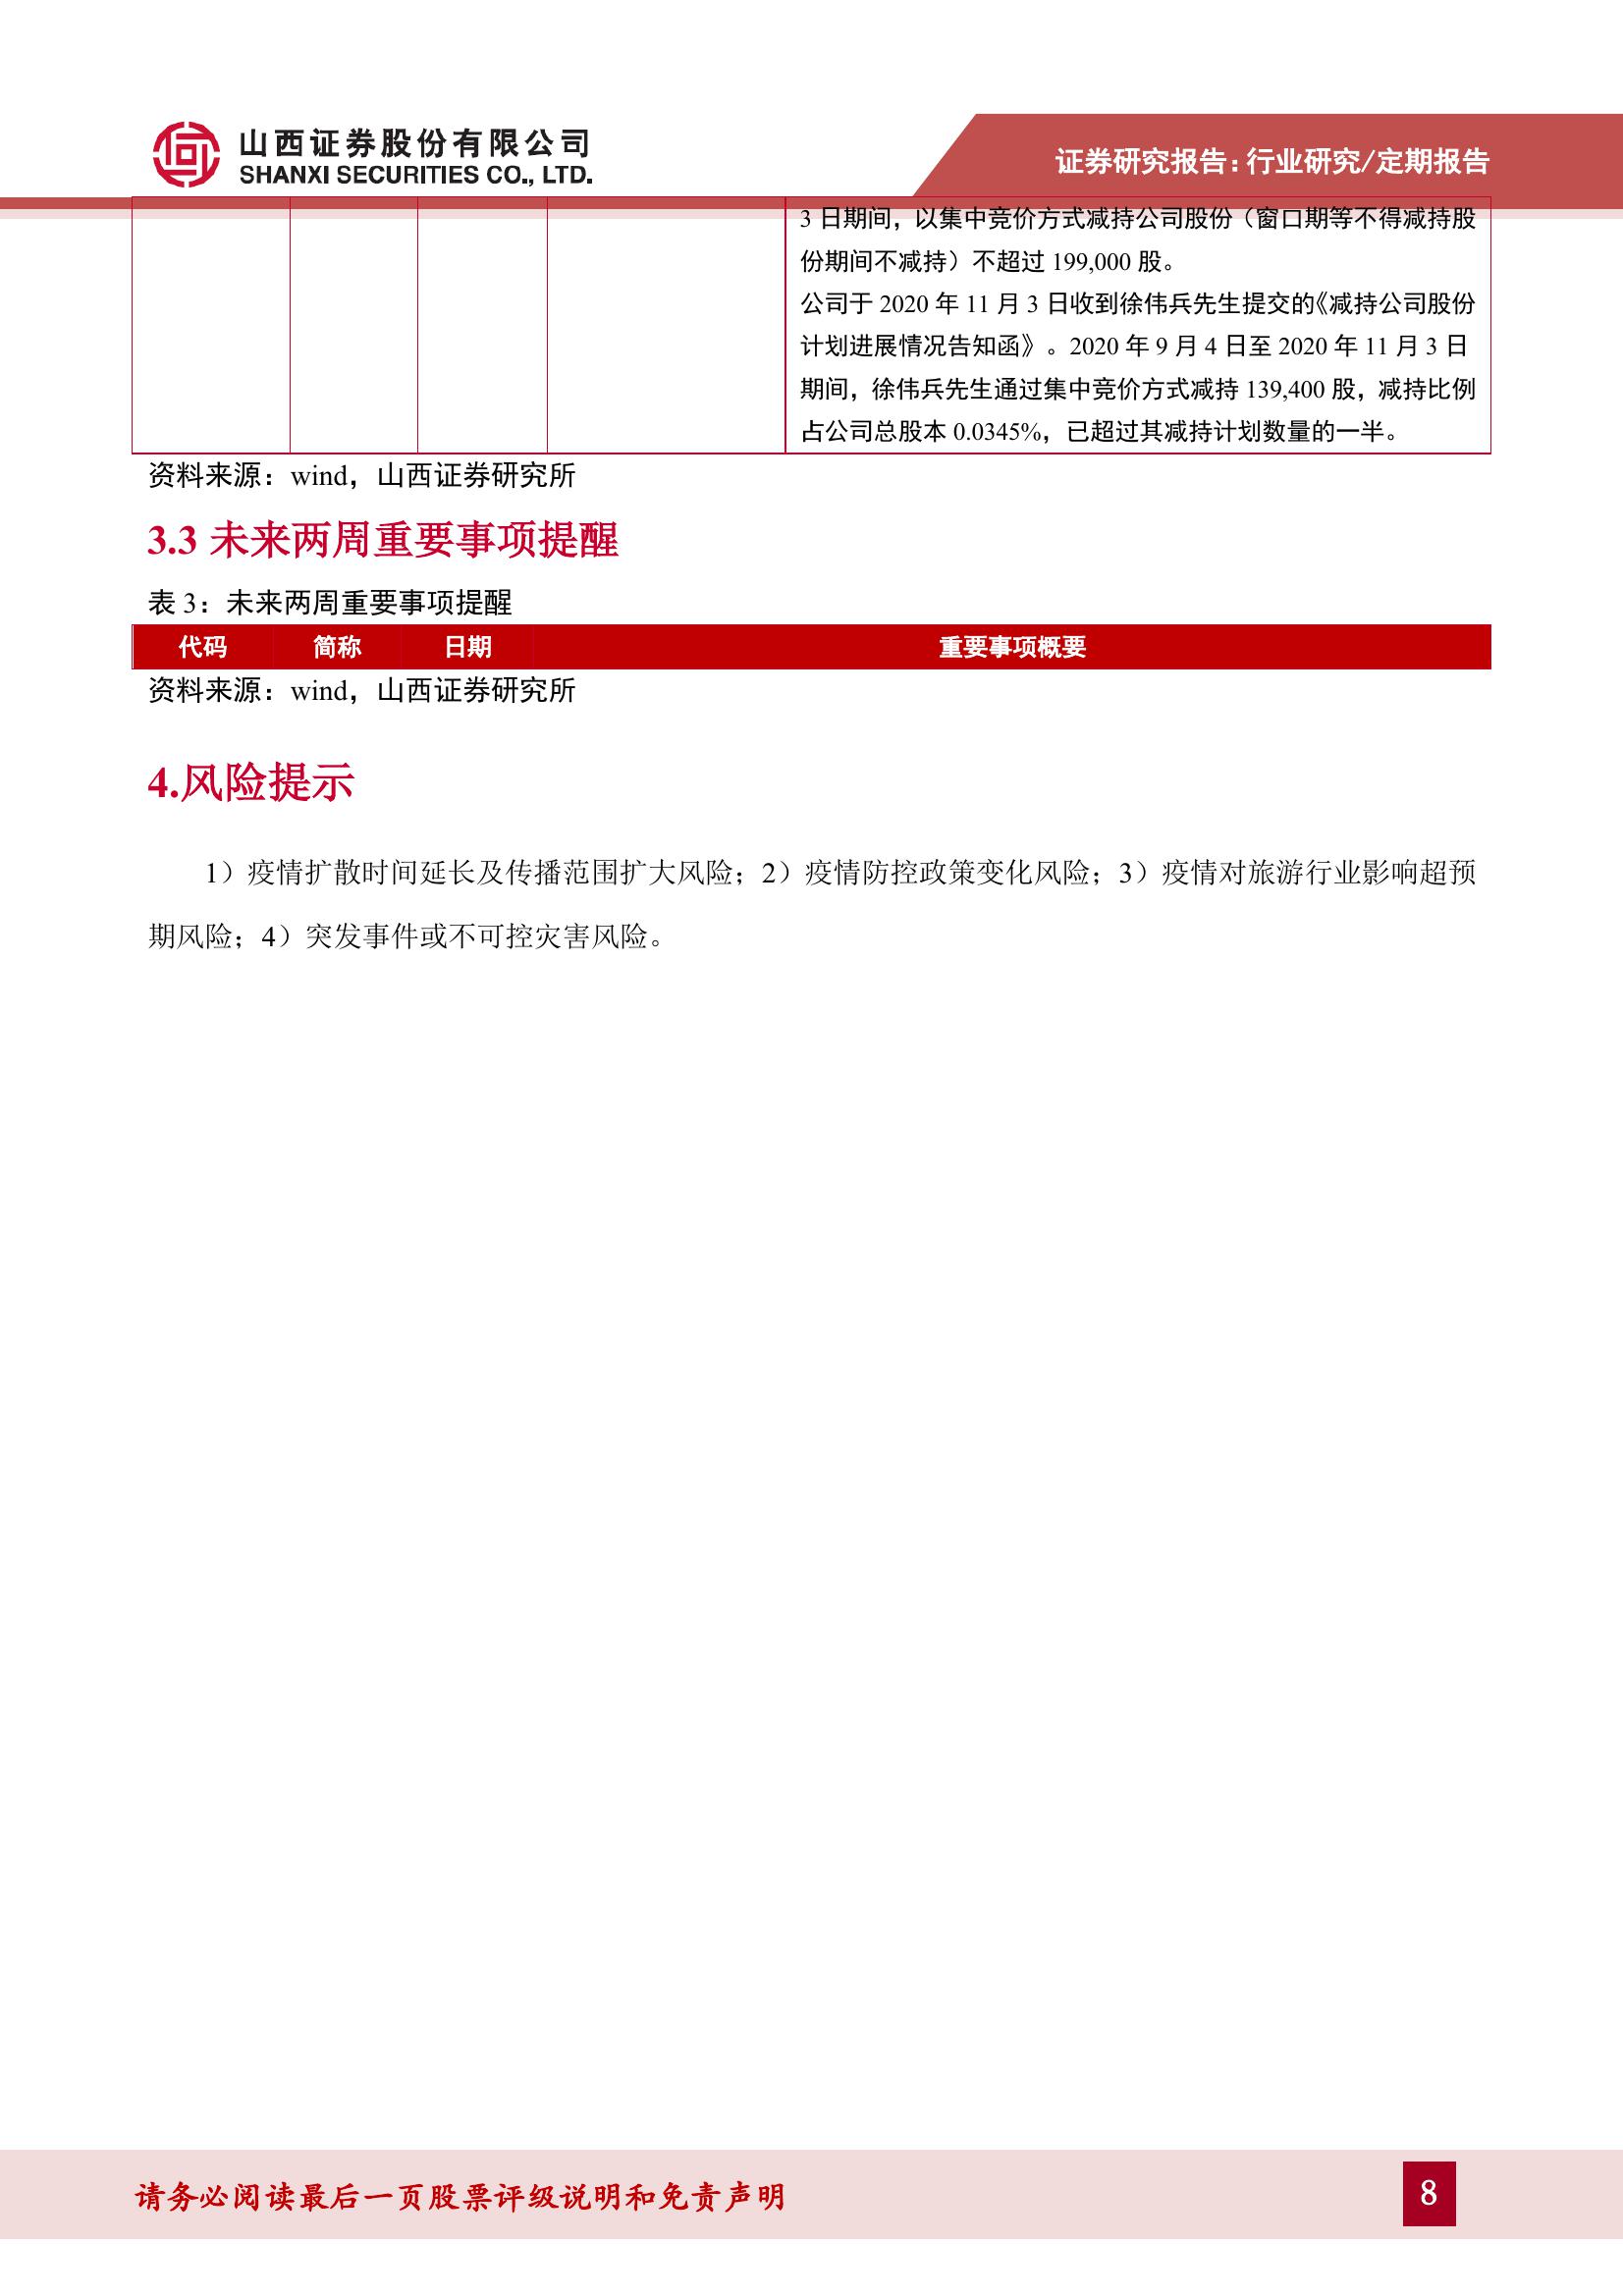 山西证券股份有限公司
SHANXI SECURITIES CO., LTD.
证券研究报告：行业研究/定期报告
3 日期间，以集中竞价方式减持公司股份（窗口期等不得减持股
份期间不减持）不超过 199,000 股。
公司于 2020 年 11 月 3 日收到徐伟兵先生提交的《减持公司股份
计划进展情况告知函》。2020 年 9 月 4 日至 2020 年 11 月 3 日
期间，徐伟兵先生通过集中竞价方式减持 139,400 股，减持比例
占公司总股本 0.0345%，已超过其减持计划数量的一半。
资料来源：wind，山西证券研究所
3.3 未来两周重要事项提醒
表 3：未来两周重要事项提醒
代码 简称 日期 重要事项概要
资料来源：wind，山西证券研究所
4.风险提示
1）疫情扩散时间延长及传播范围扩大风险；2）疫情防控政策变化风险；3）疫情对旅游行业影响超预
期风险；4）突发事件或不可控灾害风险。
请务必阅读最后一页股票评级说明和免责声明
8